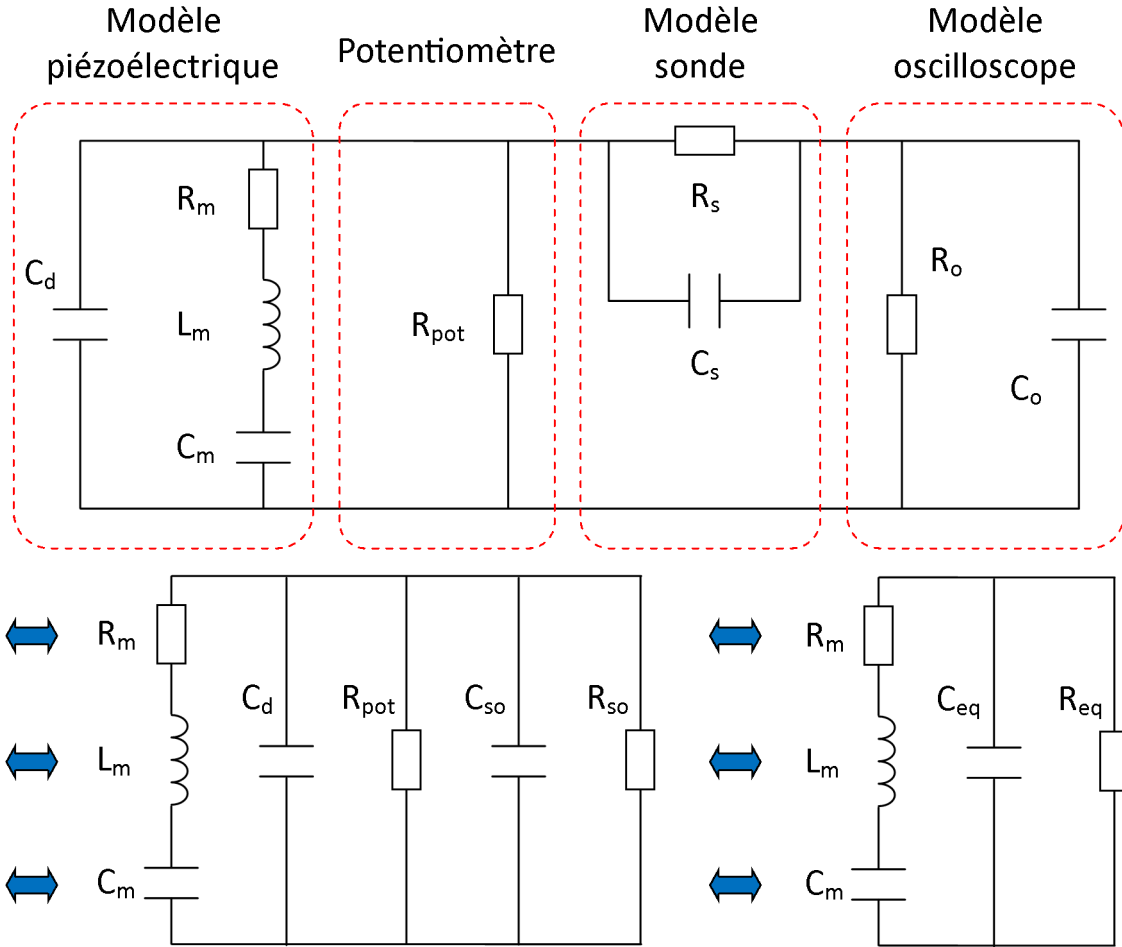 Modèle
piézoélectrique
Potentiomètre
Modèle
sonde
Modèle
oscilloscope
Cd
Rm
Lm
Cm
Rpot
Rs
Cs
Ro
Co
Rm
Lm
Cm
Cd
Rpot
Cso
Rso
Rm
Lm
Cm
Ceq
Req